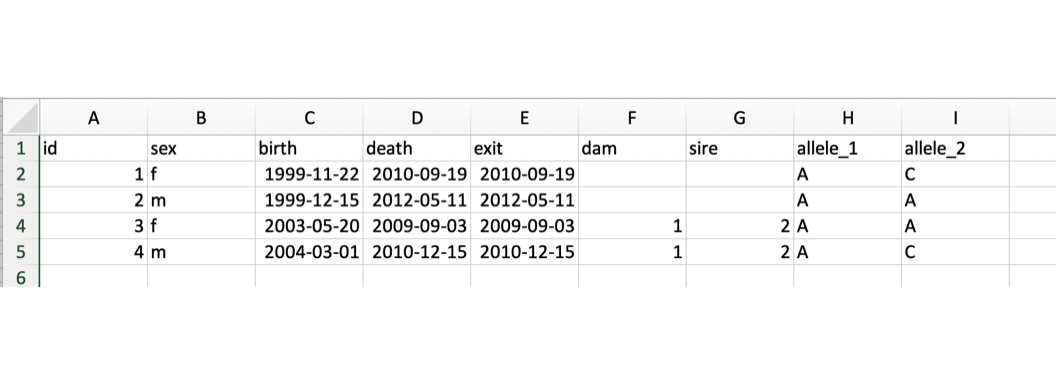 A B C D E F G H I
1 id sex birth death exit dam sire allele_1 allele_2
2 1 f 1999-11-22 2010-09-19 2010-09-19 A C
3 2 m 1999-12-15 2012-05-11 2012-05-11 A A
4 3 f 2003-05-20 2009-09-03 2009-09-03 1 2 A A
5 4 m 2004-03-01 2010-12-15 2010-12-15 1 2 A C
6